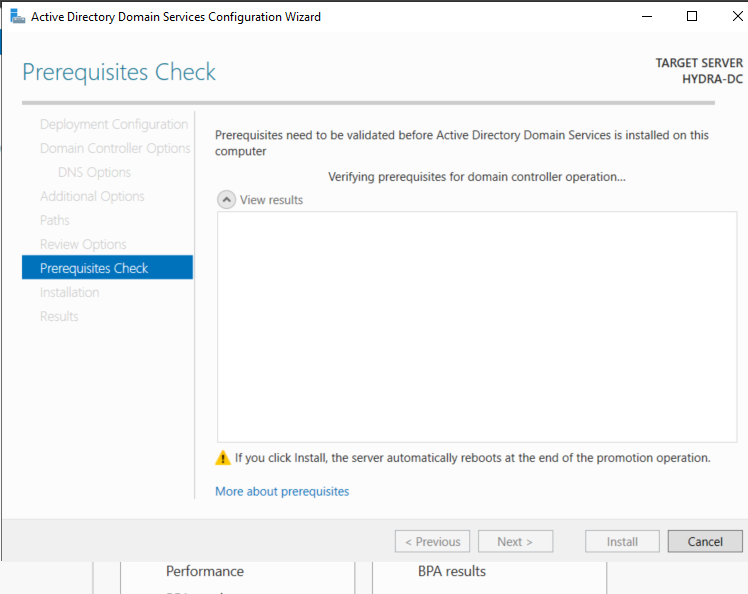 Active Directory Domain Services Configuration Wizard
Prerequisites Check
TARGET SERVER
HYDRA-DC
Deployment Configuration
Domain Controller Options
DNS Options
Additional Options
Paths
Review Options
Prerequisites Check
Installation
Results
Prerequisites need to be validated before Active Directory Domain Services is installed on this
computer
Verifying prerequisites for domain controller operation...
View results
If you click Install, the server automatically reboots at the end of the promotion operation.
More about prerequisites
< Previous
Next >
Install
Cancel
Performance
BPA results